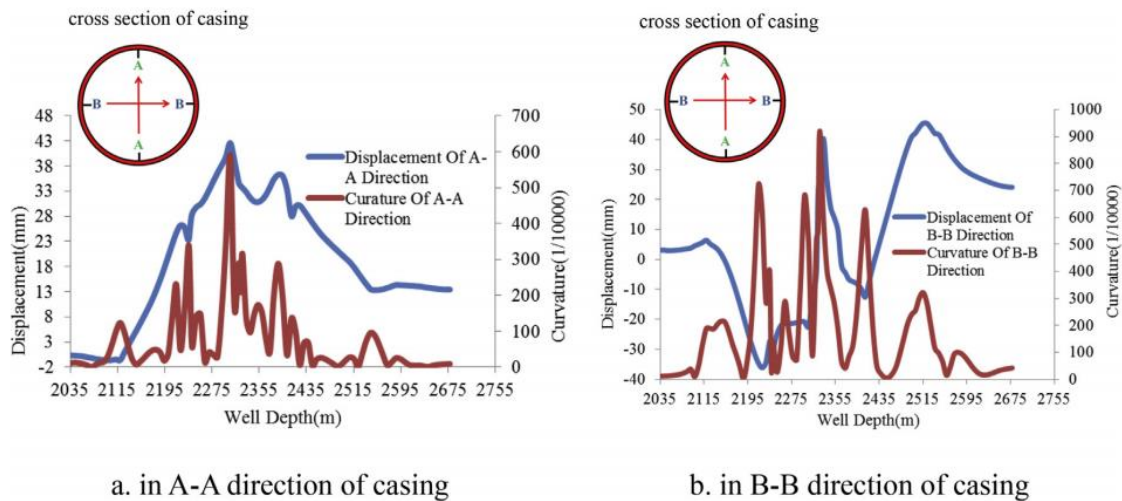 cross section of casing
A
B
B
A
48
43
38
33
28
23
18
13
8
3
-2
Displacement(mm)
700
600
500
400
300
200
100
0
Curvature(1/10000)
Displacement Of A-
A Direction
Curature Of A-A
Direction
2035 2115 2195 2275 2355 2435 2515 2595 2675 2755
Well Depth(m)
a. in A-A direction of casing
cross section of casing
A
B
B
A
50
40
30
20
10
0
-10
-20
-30
-40
Displacement(mm)
1000
900
800
700
600
500
400
300
200
100
0
Curvature(1/10000)
Displacement Of
B-B Direction
Curvature Of B-B
Direction
2035 2115 2195 2275 2355 2435 2515 2595 2675 2755
Well Depth(m)
b. in B-B direction of casing